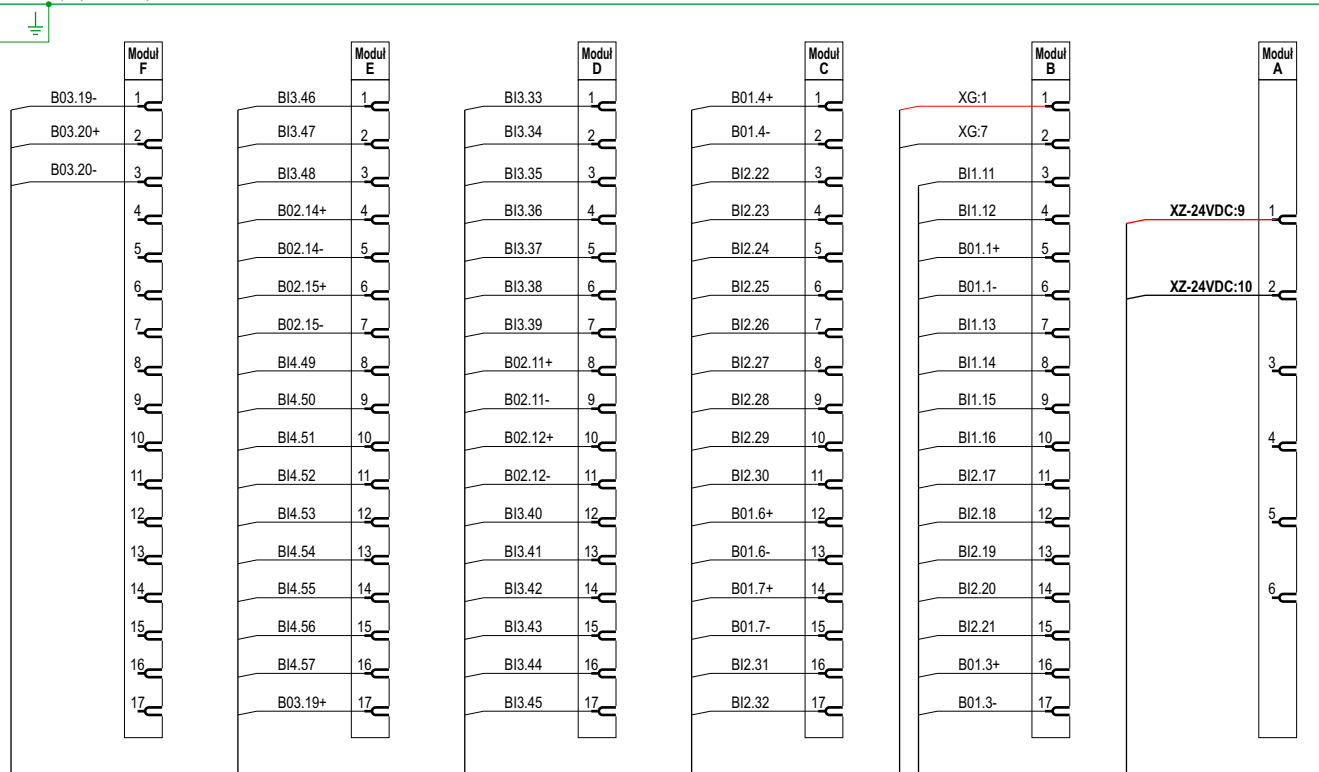 Moduł F
B03.19- 1
B03.20+ 2
B03.20- 3
4
5
6
7
8
9
10
11
12
13
14
15
16
17
Moduł E
BI3.46 1
BI3.47 2
BI3.48 3
B02.14+ 4
B02.14- 5
B02.15+ 6
B02.15- 7
BI4.49 8
BI4.50 9
BI4.51 10
BI4.52 11
BI4.53 12
BI4.54 13
BI4.55 14
BI4.56 15
BI4.57 16
B03.19+ 17
Moduł D
BI3.33 1
BI3.34 2
BI3.35 3
BI3.36 4
BI3.37 5
BI3.38 6
BI3.39 7
B02.11+ 8
B02.11- 9
B02.12+ 10
B02.12- 11
BI3.40 12
BI3.41 13
BI3.42 14
BI3.43 15
BI3.44 16
BI3.45 17
Moduł C
B01.4+ 1
B01.4- 2
BI2.22 3
BI2.23 4
BI2.24 5
BI2.25 6
BI2.26 7
BI2.27 8
BI2.28 9
BI2.29 10
BI2.30 11
B01.6+ 12
B01.6- 13
B01.7+ 14
B01.7- 15
BI2.31 16
BI2.32 17
Moduł B
XG:1 1
XG:7 2
BI1.11 3
BI1.12 4
B01.1+ 5
B01.1- 6
BI1.13 7
BI1.14 8
BI1.15 9
BI1.16 10
BI2.17 11
BI2.18 12
BI2.19 13
BI2.20 14
BI2.21 15
B01.3+ 16
B01.3- 17
Moduł A
XZ-24VDC:9 1
XZ-24VDC:10 2
3
4
5
6